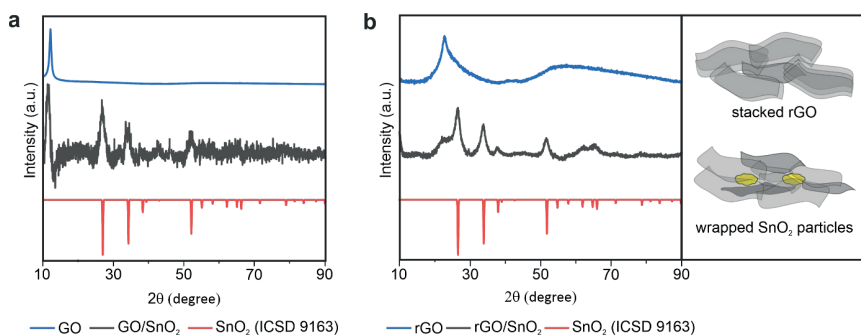 a
Intensity (a.u.)
10 30 50 70 90
2θ (degree)
GO GO/SnO₂ SnO₂ (ICSD 9163)
b
Intensity (a.u.)
10 30 50 70 90
2θ (degree)
rGO rGO/SnO₂ SnO₂ (ICSD 9163)
stacked rGO
wrapped SnO₂ particles